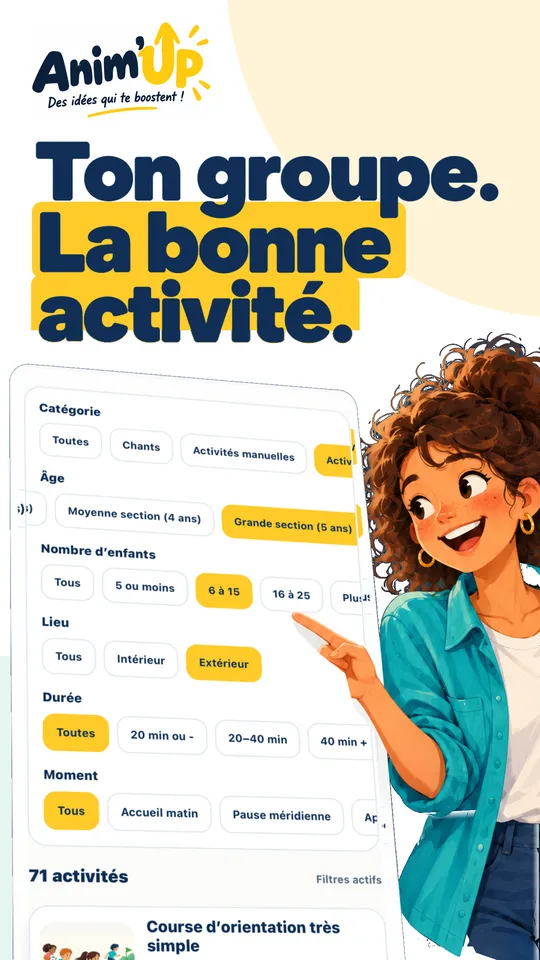 Anim'Up
Des idées qui te boostent !
Ton groupe.
La bonne
activité.
Catégorie
Toutes Chants Activités manuelles Activ
Âge
Moyenne section (4 ans) Grande section (5 ans)
Nombre d'enfants
Tous 5 ou moins 6 à 15 16 à 25 Plus
Lieu
Tous Intérieur Extérieur
Durée
Toutes 20 min ou - 20–40 min 40 min +
Moment
Tous Accueil matin Pause méridienne Ap
71 activités Filtres actifs
Course d'orientation très
simple